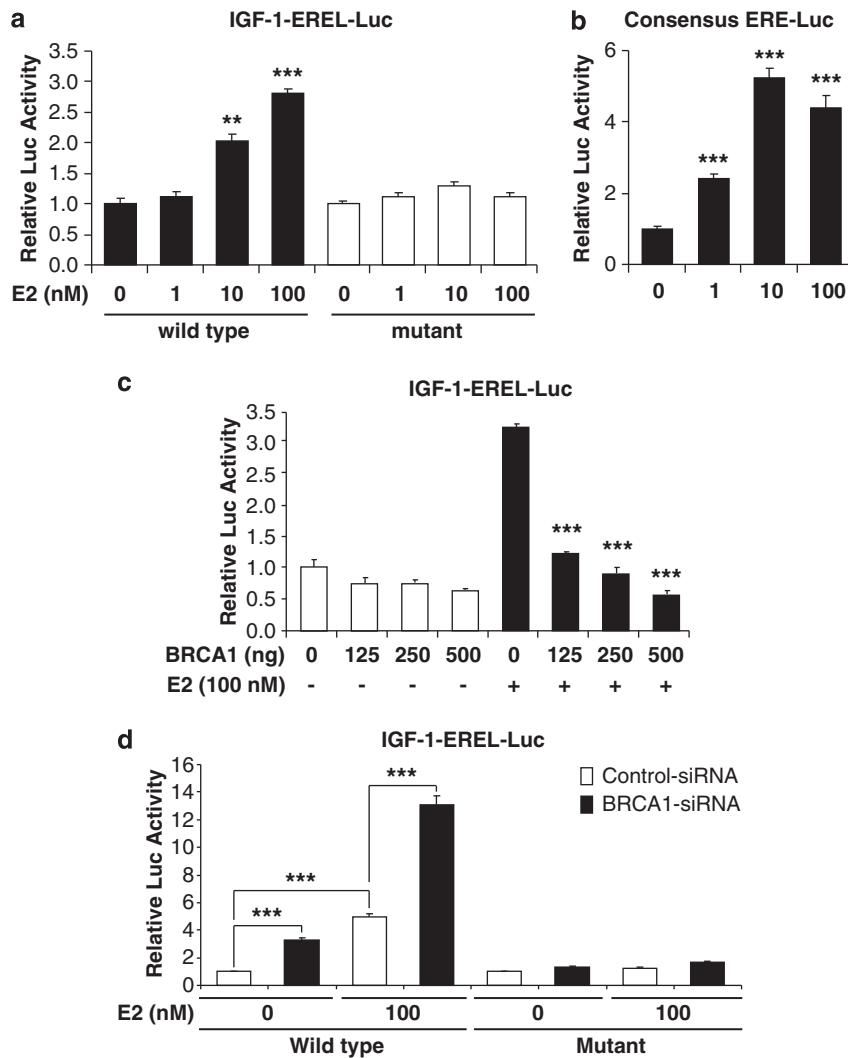 a
IGF-1-EREL-Luc
Relative Luc Activity
3.5
3.0
2.5
2.0
1.5
1.0
0.5
0.0
**
***
E2 (nM) 0 1 10 100 0 1 10 100
wild type mutant
b
Consensus ERE-Luc
Relative Luc Activity
6
4
2
0
***
***
***
0 1 10 100
c
IGF-1-EREL-Luc
Relative Luc Activity
3.5
3.0
2.5
2.0
1.5
1.0
0.5
0.0
***
***
***
BRCA1 (ng) 0 125 250 500 0 125 250 500
E2 (100 nM) - - - - + + + +
d
IGF-1-EREL-Luc
Relative Luc Activity
16
14
12
10
8
6
4
2
0
***
***
***
Control-siRNA
BRCA1-siRNA
E2 (nM) 0 100 0 100
Wild type Mutant